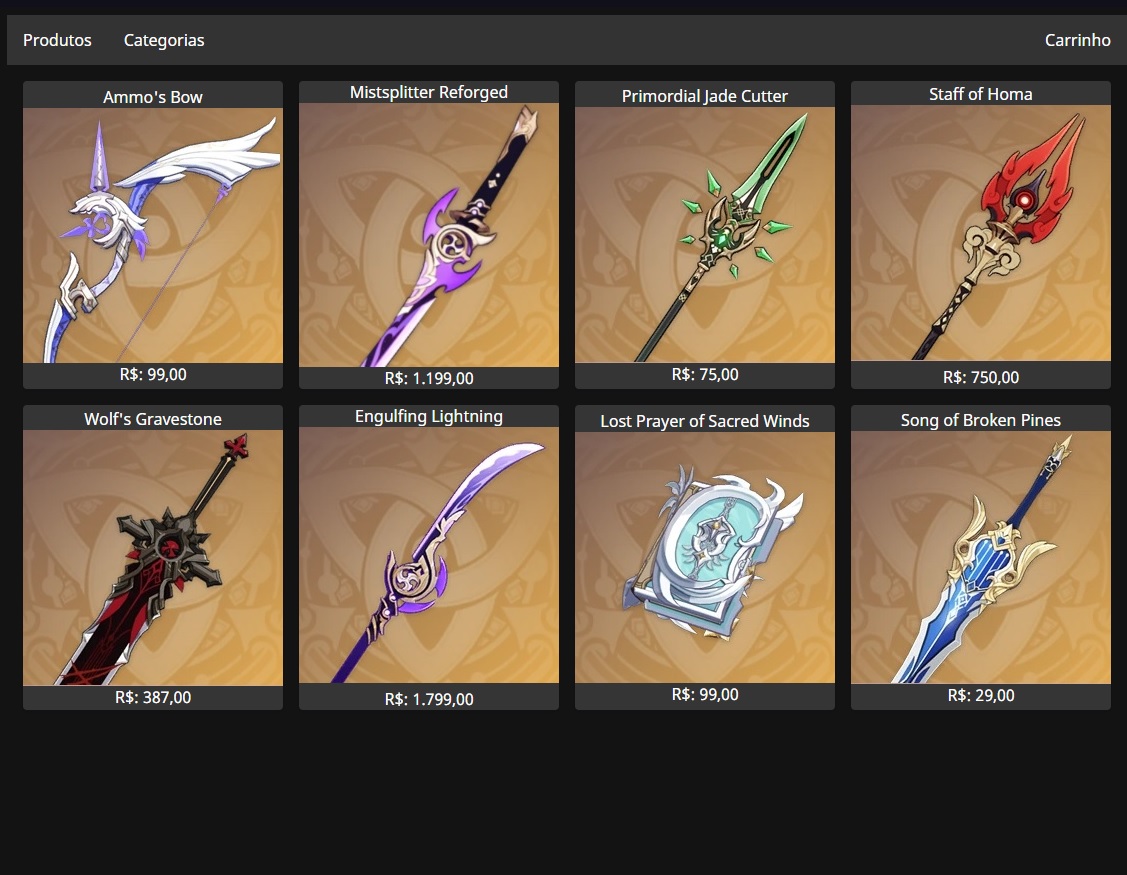 Produtos Categorias Carrinho
Ammo's Bow
Mistsplitter Reforged
Primordial Jade Cutter
Staff of Homa
R$: 99,00
R$: 1.199,00
R$: 75,00
R$: 750,00
Wolf's Gravestone
Engulfing Lightning
Lost Prayer of Sacred Winds
Song of Broken Pines
R$: 387,00
R$: 1.799,00
R$: 99,00
R$: 29,00